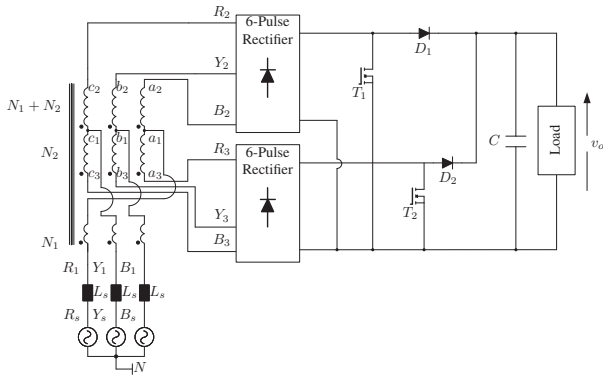 R2
6-Pulse
Rectifier
D1
Y2
T1
c2
b2
a2
N1 + N2
B2
C
Load
vo
c1
b1
a1
N2
R3
6-Pulse
Rectifier
D2
c3
b3
a3
T2
Y3
N1
B3
R1
Y1
B1
Ls
Ls
Ls
Rs
Ys
Bs
N